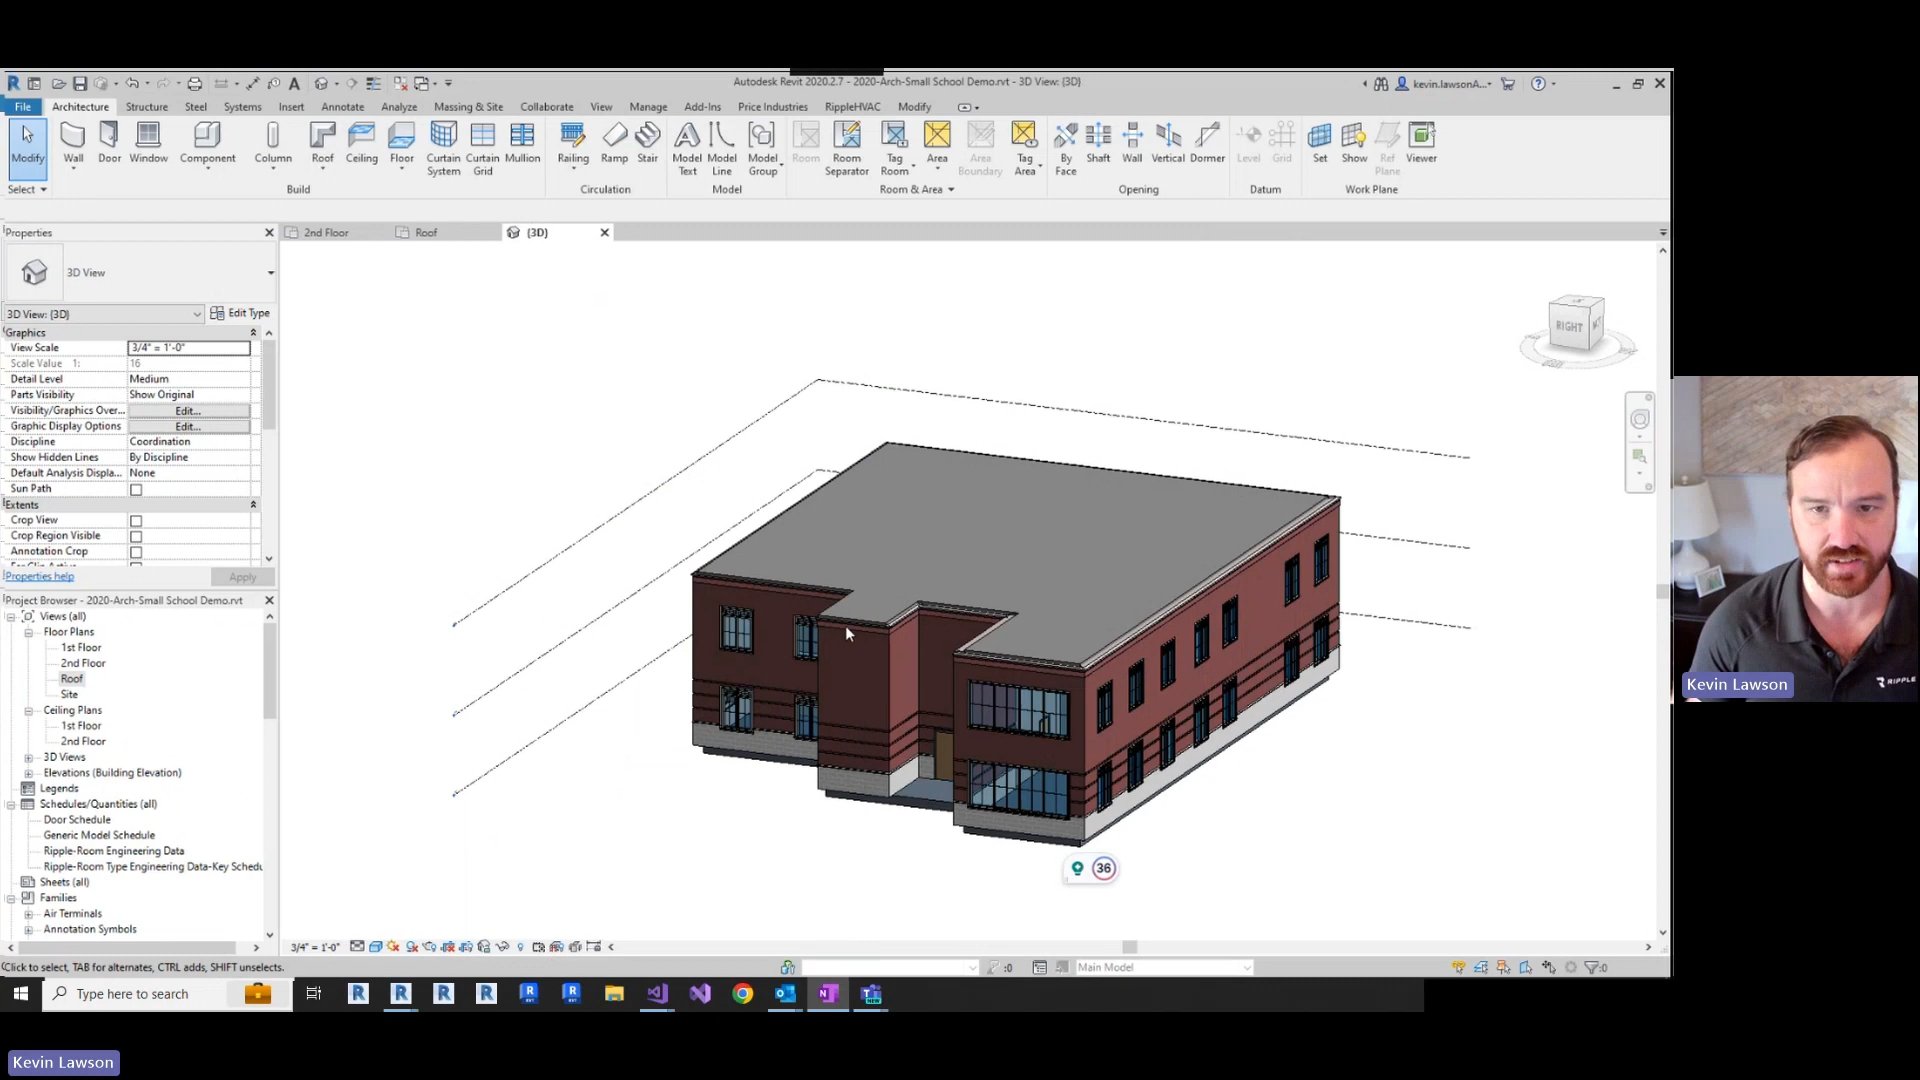 Autodesk Revit 2020.2.7 - 2020-Arch-Small School Demo.rvt - 3D View: {3D}
kevin.lawsonA...
File Architecture Structure Steel Systems Insert Annotate Analyze Massing & Site Collaborate View Manage Add-Ins Price Industries RippleHVAC Modify
Modify Wall Door Window Component Column Roof Ceiling Floor Curtain System Curtain Grid Mullion Railing Ramp Stair Model Text Model Line Model Group Room Room Separator Tag Room Area Area Boundary Tag Area By Face Shaft Wall Vertical Dormer Level Grid Set Show Ref Plane Viewer
Select Build Circulation Model Room & Area Opening Datum Work Plane
Properties
2nd Floor Roof {3D}
3D View
3D View: {3D} Edit Type
Graphics
View Scale 3/4" = 1'-0"
Scale Value 1: 16
Detail Level Medium
Parts Visibility Show Original
Visibility/Graphics Over... Edit...
Graphic Display Options Edit...
Discipline Coordination
Show Hidden Lines By Discipline
Default Analysis Displa... None
Sun Path
Extents
Crop View
Crop Region Visible
Annotation Crop
Properties help Apply
Project Browser - 2020-Arch-Small School Demo.rvt
Views (all)
Floor Plans
1st Floor
2nd Floor
Roof
Site
Ceiling Plans
1st Floor
2nd Floor
3D Views
Elevations (Building Elevation)
Legends
Schedules/Quantities (all)
Door Schedule
Generic Model Schedule
Ripple-Room Engineering Data
Ripple-Room Type Engineering Data-Key Schedu
Sheets (all)
Families
Air Terminals
Annotation Symbols
RIGHT
36
RIPPLE
Kevin Lawson
3/4" = 1'-0"
Click to select, TAB for alternates, CTRL adds, SHIFT unselects.
:0
Main Model
:0
Type here to search
Kevin Lawson